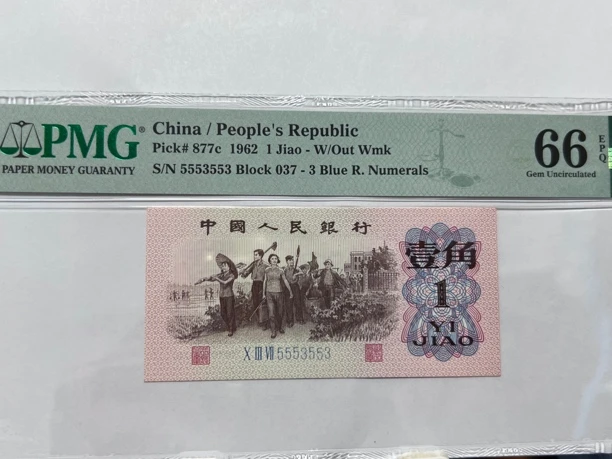 PMG
PAPER MONEY GUARANTY
China / People's Republic
Pick# 877c 1962 1 Jiao - W/Out Wmk
S/N 5553553 Block 037 - 3 Blue R. Numerals
66 EPQ
Gem Uncirculated
中國人民銀行
壹角
1
YI
JIAO
X III VII 5553553